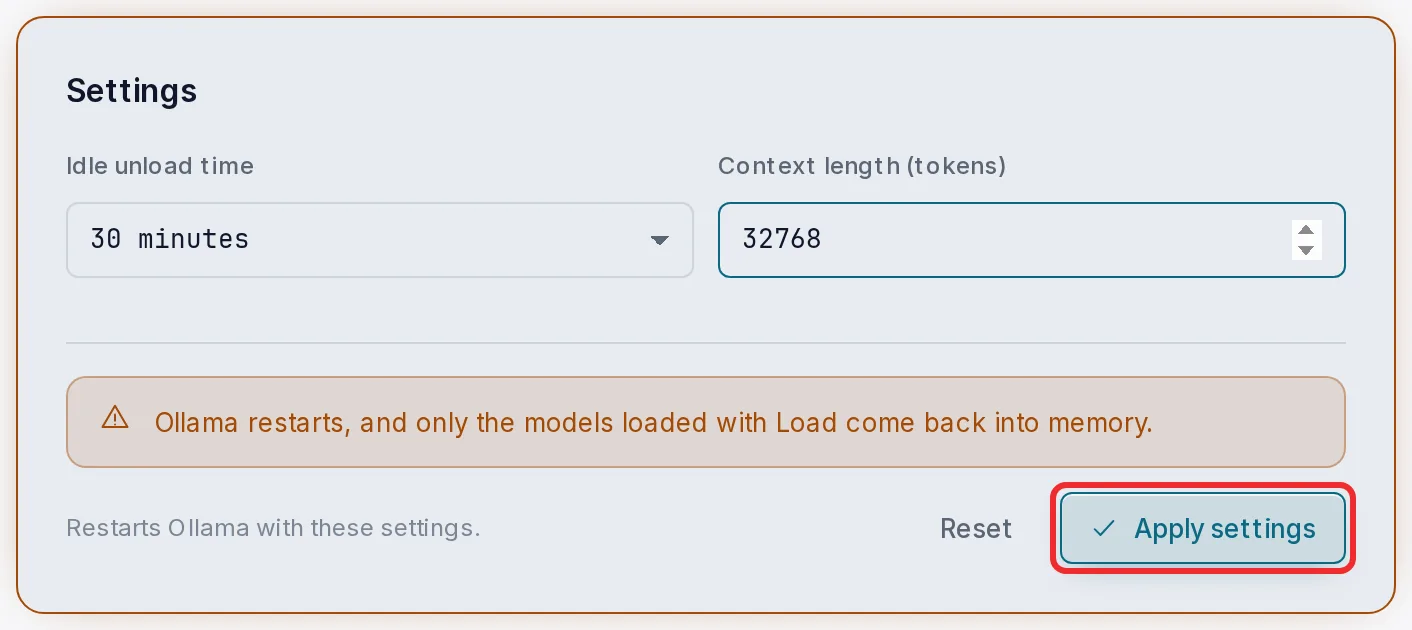 Settings
Idle unload time
Context length (tokens)
30 minutes
32768
Ollama restarts, and only the models loaded with Load come back into memory.
Restarts Ollama with these settings.
Reset
Apply settings